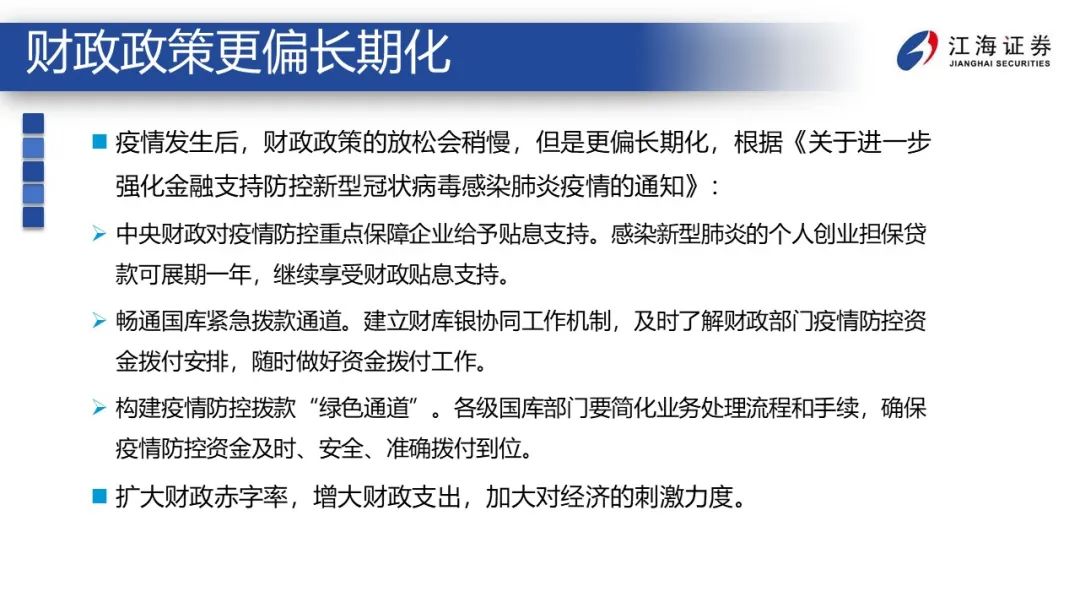 财政政策更偏长期化
江海证券
JIANGHAI SECURITIES
疫情发生后，财政政策的放松会稍慢，但是更偏长期化，根据《关于进一步
强化金融支持防控新型冠状病毒感染肺炎疫情的通知》：
中央财政对疫情防控重点保障企业给予贴息支持。感染新型肺炎的个人创业担保贷
款可展期一年，继续享受财政贴息支持。
畅通国库紧急拨款通道。建立财库银协同工作机制，及时了解财政部门疫情防控资
金拨付安排，随时做好资金拨付工作。
构建疫情防控拨款“绿色通道”。各级国库部门要简化业务处理流程和手续，确保
疫情防控资金及时、安全、准确拨付到位。
扩大财政赤字率，增大财政支出，加大对经济的刺激力度。